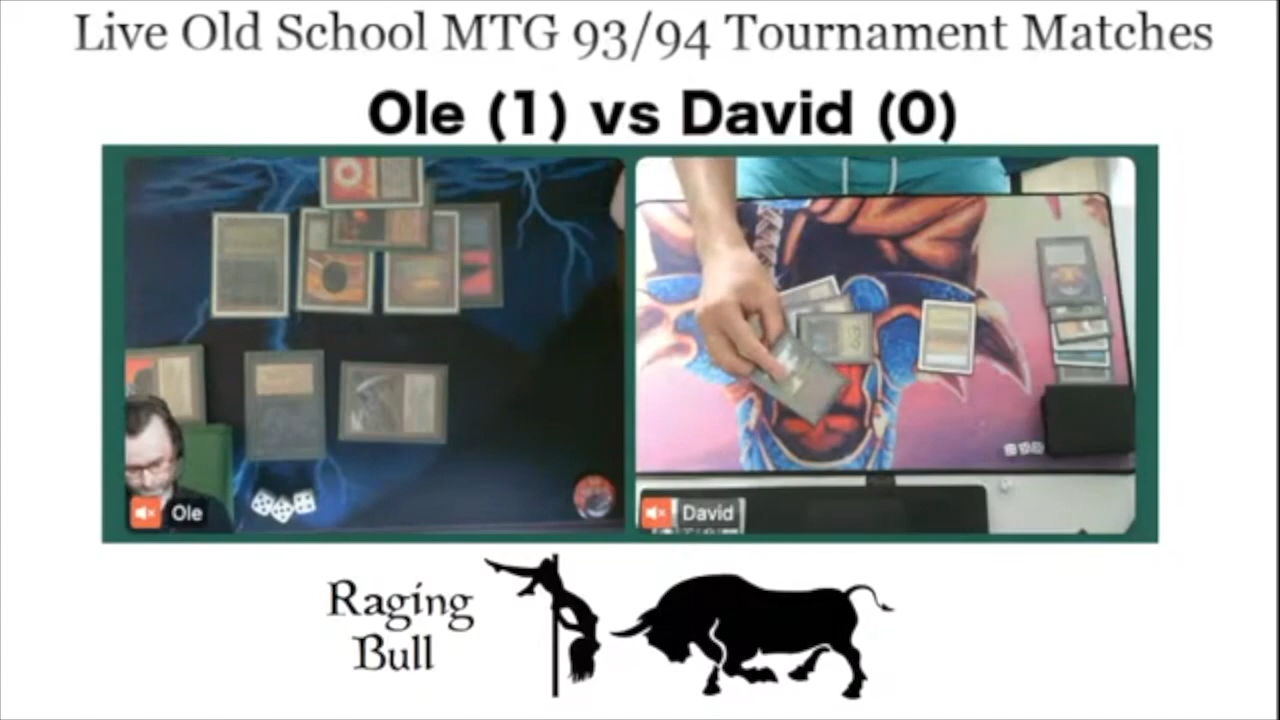 Live Old School MTG 93/94 Tournament Matches
Ole (1) vs David (0)
Ole
David
Raging
Bull